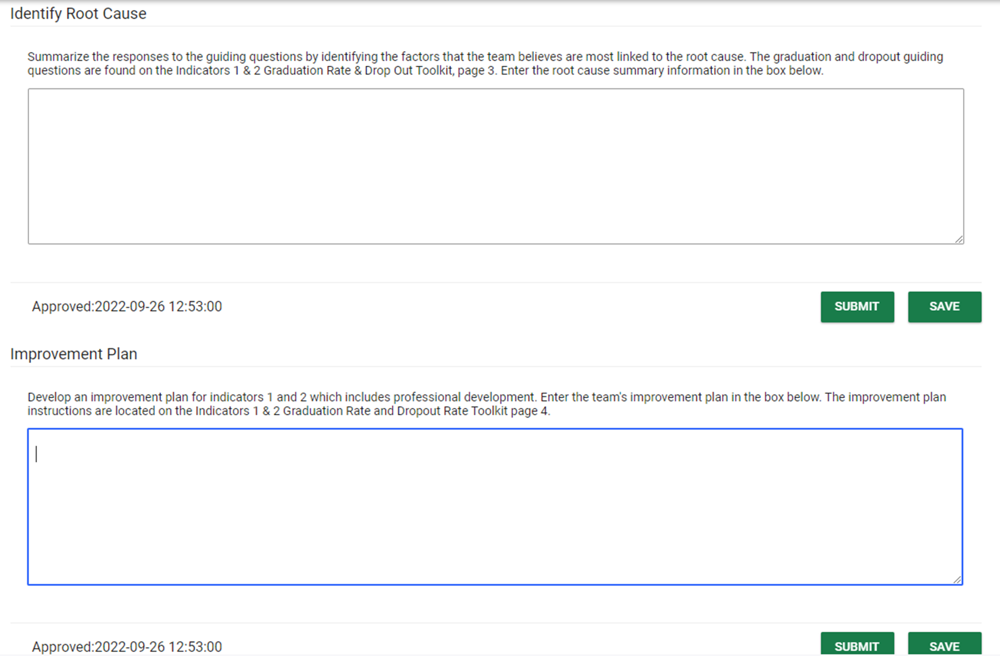 Identify Root Cause
Summarize the responses to the guiding questions by identifying the factors that the team believes are most linked to the root cause. The graduation and dropout guiding
questions are found on the Indicators 1 & 2 Graduation Rate & Drop Out Toolkit, page 3. Enter the root cause summary information in the box below.
Approved:2022-09-26 12:53:00
SUBMIT
SAVE
Improvement Plan
Develop an improvement plan for indicators 1 and 2 which includes professional development. Enter the team's improvement plan in the box below. The improvement plan
instructions are located on the Indicators 1 & 2 Graduation Rate and Dropout Rate Toolkit page 4.
Approved:2022-09-26 12:53:00
SUBMIT
SAVE